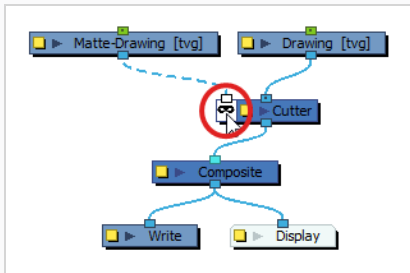 Matte-Drawing [tvg]
Drawing [tvg]
Cutter
Composite
Write
Display